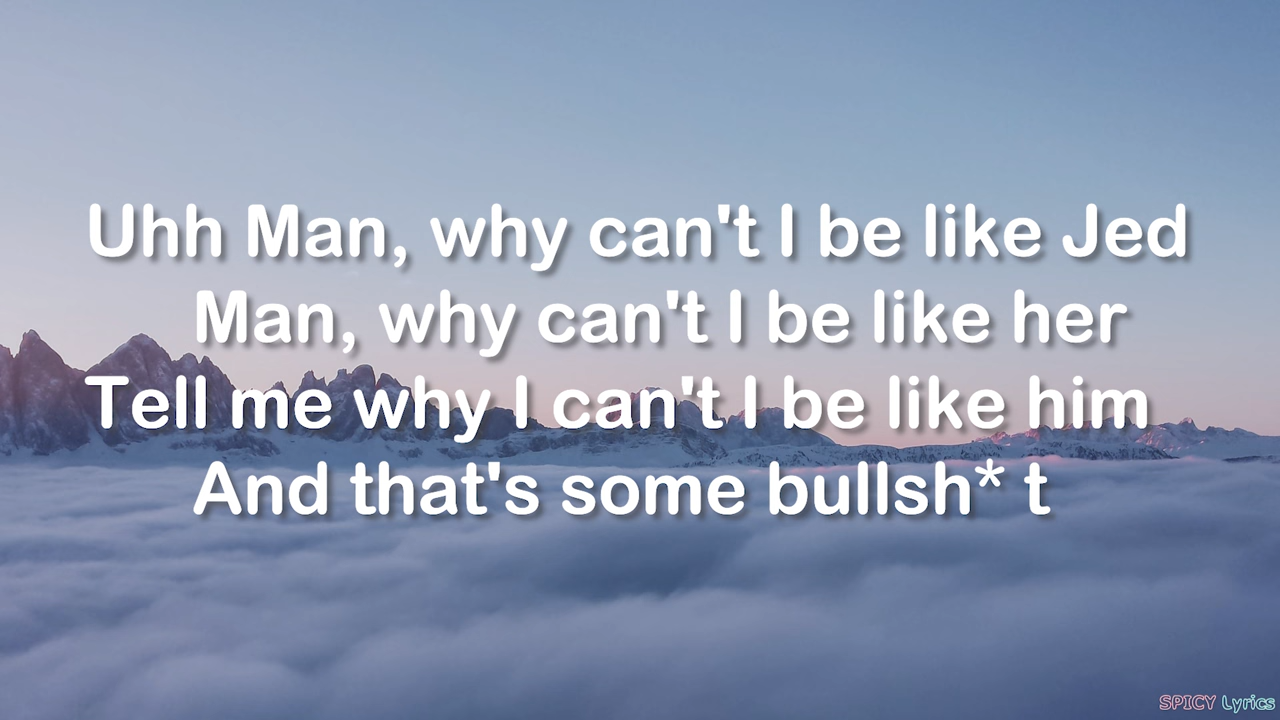 Uhh Man, why can't I be like Jed
Man, why can't I be like her
Tell me why I can't I be like him
And that's some bullsh* t
SPICY Lyrics